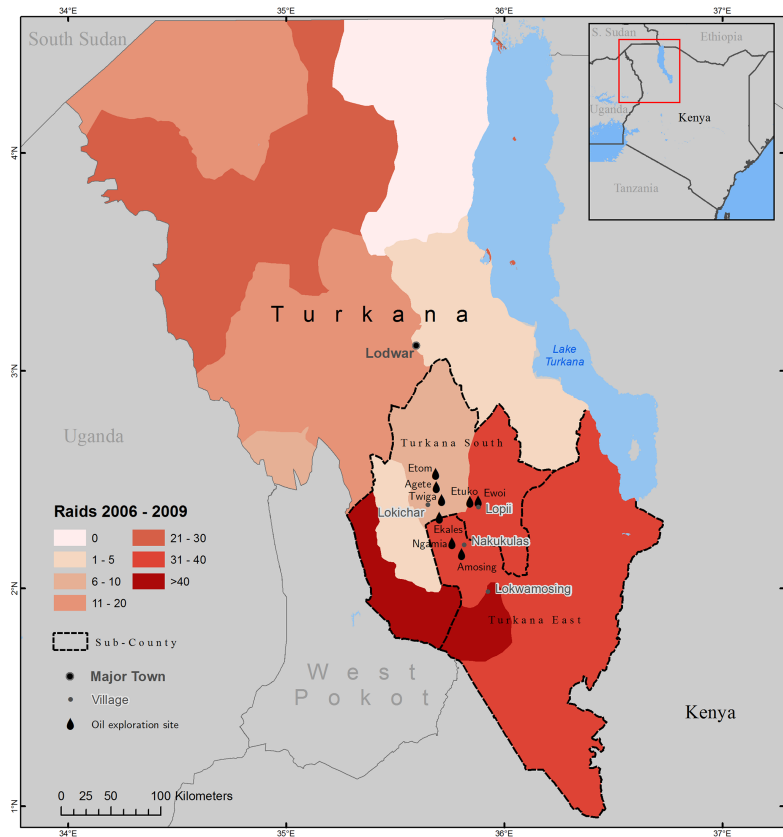 34°E
35°E
36°E
37°E
South Sudan
S. Sudan
Ethiopia
Uganda
Kenya
Tanzania
4°N
Turkana
Lodwar
Lake
Turkana
3°N
Uganda
Turkana South
Etom
Agete
Twiga
Etuko
Ewoi
Lokichar
Lopii
Ekales
Ngamia
Nakukulas
Amosing
Lokwamosing
Turkana East
Raids 2006 - 2009
0
21 - 30
1 - 5
31 - 40
6 - 10
>40
11 - 20
2°N
Sub-County
Major Town
Village
Oil exploration site
West
Pokot
Kenya
0 25 50 100 Kilometers
1°N
34°E
35°E
36°E
37°E